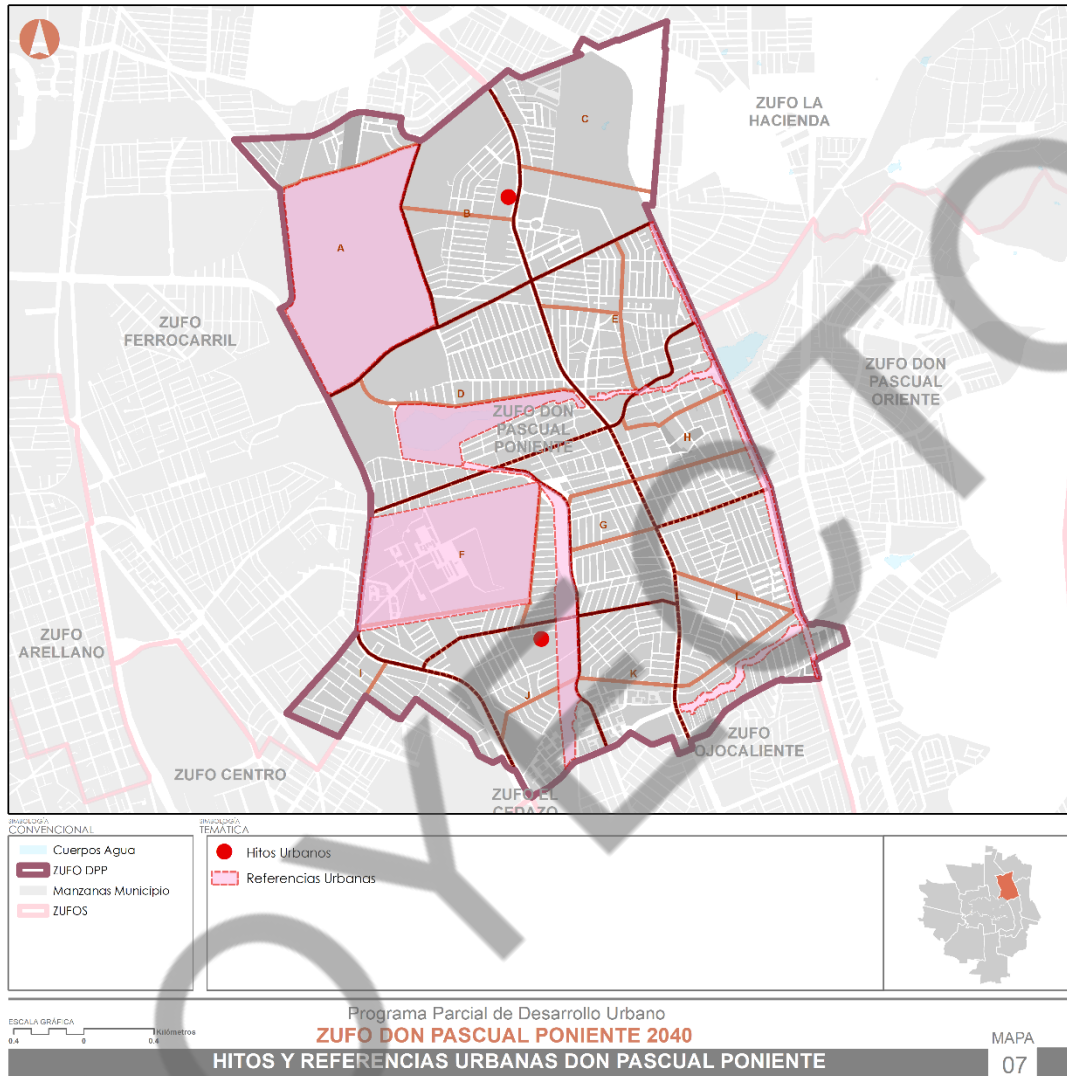 ZUFO LA
HACIENDA
C
B
A
ZUFO
FERROCARRIL
E
ZUFO DON
PASCUAL
ORIENTE
D
ZUFO DON
PASCUAL
PONIENTE
H
G
F
L
ZUFO
ARELLANO
I
J
K
ZUFO
OJOCALIENTE
ZUFO CENTRO
ZUFO EL
CEDAZO
PROYECTO
SIMBOLOGÍA
CONVENCIONAL
Cuerpos Agua
ZUFO DPP
Manzanas Municipio
ZUFOS
SIMBOLOGÍA
TEMATICA
Hitos Urbanos
Referencias Urbanas
ESCALA GRÁFICA
0.4 0 0.4 Kilómetros
Programa Parcial de Desarrollo Urbano
ZUFO DON PASCUAL PONIENTE 2040
HITOS Y REFERENCIAS URBANAS DON PASCUAL PONIENTE
MAPA
07